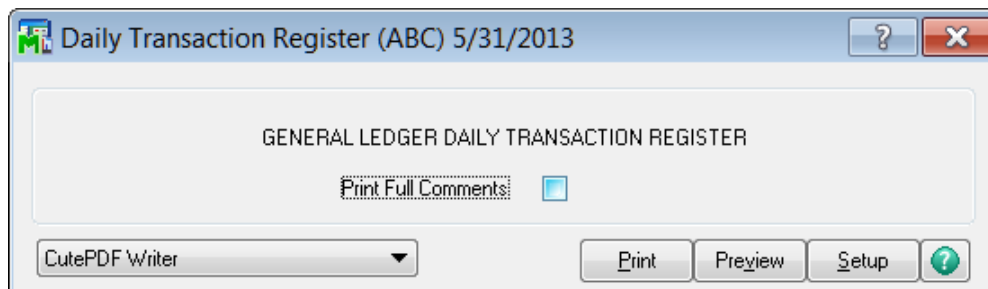 Daily Transaction Register (ABC) 5/31/2013
GENERAL LEDGER DAILY TRANSACTION REGISTER
Print Full Comments
CutePDF Writer Print Preview Setup